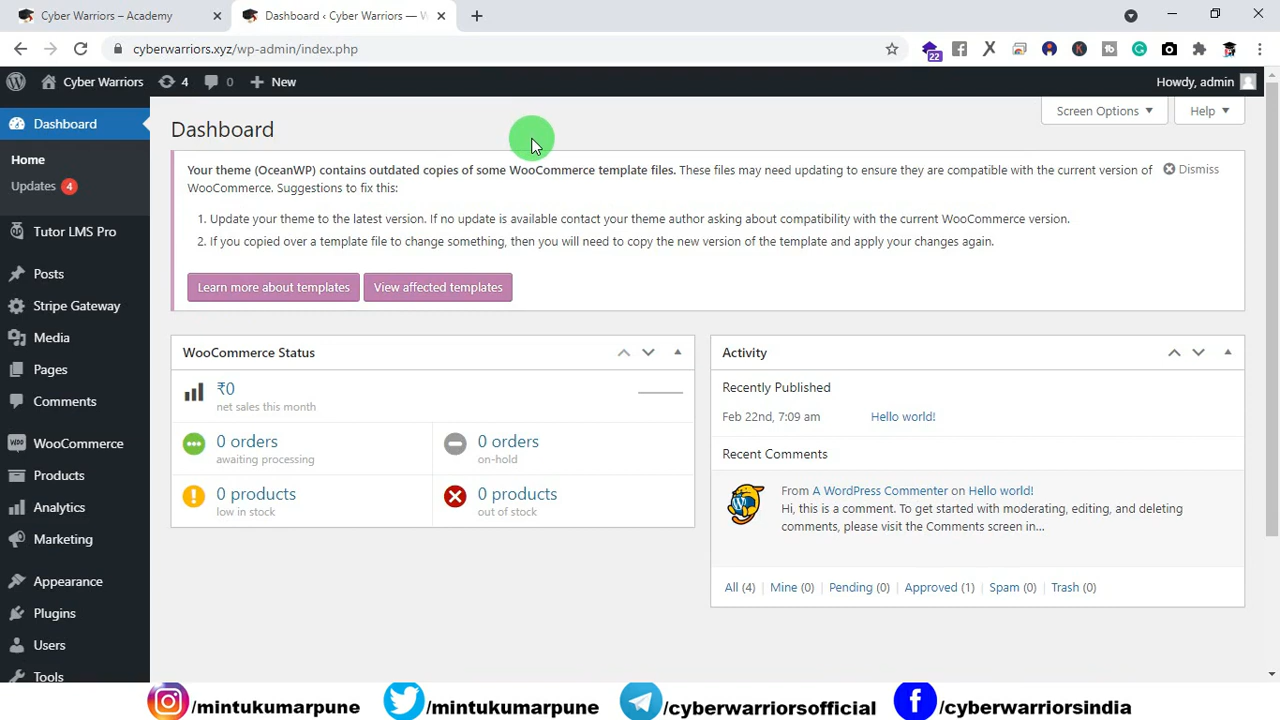 Cyber Warriors – Academy
Dashboard ‹ Cyber Warriors — W
cyberwarriors.xyz/wp-admin/index.php
22
Cyber Warriors
4
0
New
Howdy, admin
Dashboard
Home
Updates 4
Tutor LMS Pro
Posts
Stripe Gateway
Media
Pages
Comments
WooCommerce
Products
Analytics
Marketing
Appearance
Plugins
Users
Tools
Screen Options
Help
Dashboard
Your theme (OceanWP) contains outdated copies of some WooCommerce template files. These files may need updating to ensure they are compatible with the current version of
WooCommerce. Suggestions to fix this:
Dismiss
1. Update your theme to the latest version. If no update is available contact your theme author asking about compatibility with the current WooCommerce version.
2. If you copied over a template file to change something, then you will need to copy the new version of the template and apply your changes again.
Learn more about templates
View affected templates
WooCommerce Status
₹0
net sales this month
0 orders
awaiting processing
0 orders
on-hold
0 products
low in stock
0 products
out of stock
Activity
Recently Published
Feb 22nd, 7:09 am Hello world!
Recent Comments
From A WordPress Commenter on Hello world!
Hi, this is a comment. To get started with moderating, editing, and deleting
comments, please visit the Comments screen in...
All (4) | Mine (0) | Pending (0) | Approved (1) | Spam (0) | Trash (0)
/mintukumarpune
/mintukumarpune
/cyberwarriorsofficial
/cyberwarriorsindia